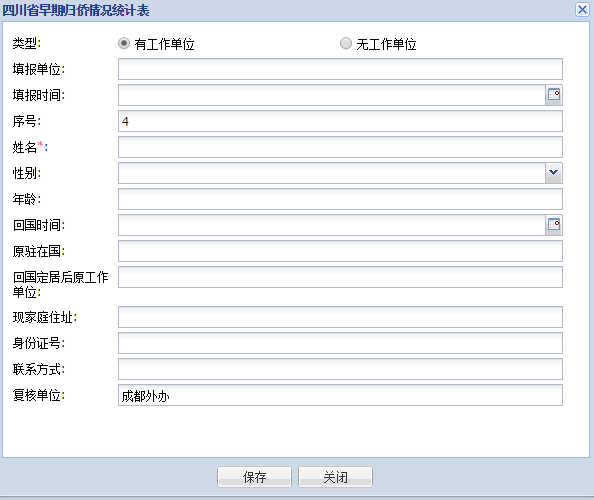 四川省早期归侨情况统计表
类型: 有工作单位 无工作单位
填报单位:
填报时间:
序号: 4
姓名*:
性别:
年龄:
回国时间:
原驻在国:
回国定居后原工作
单位:
现家庭住址:
身份证号:
联系方式:
复核单位: 成都外办
保存 关闭